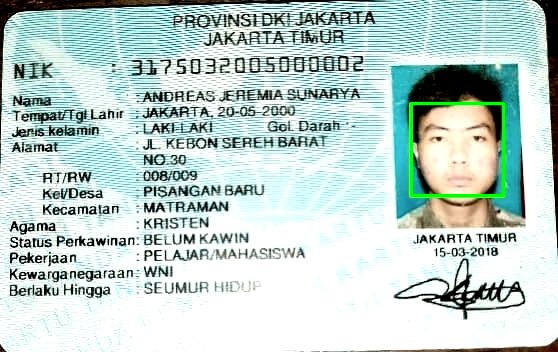 PROVINSI DKI JAKARTA
JAKARTA TIMUR
NIK : 3175032005000002
Nama : ANDREAS JEREMIA SUNARYA
Tempat/Tgl Lahir : JAKARTA, 20-05-2000
Jenis kelamin : LAKI-LAKI Gol. Darah :-
Alamat : JL. KEBON SEREH BARAT
NO.30
RT/RW : 008/009
Kel/Desa : PISANGAN BARU
Kecamatan : MATRAMAN
Agama : KRISTEN
Status Perkawinan: BELUM KAWIN
Pekerjaan : PELAJAR/MAHASISWA
Kewarganegaraan: WNI
Berlaku Hingga : SEUMUR HIDUP
JAKARTA TIMUR
15-03-2018